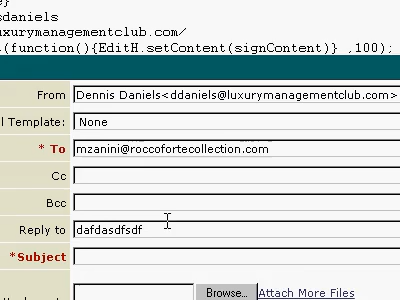 sdaniels
uxurymanagementclub.com/
(function(){EditH.setContent(signContent)} ,100);
From Dennis Daniels<ddaniels@luxurymanagementclub.com>
l Template: None
* To mzanini@roccofortecollection.com
Cc
Bcc
Reply to dafdasdfsdf
*Subject
Browse... Attach More Files